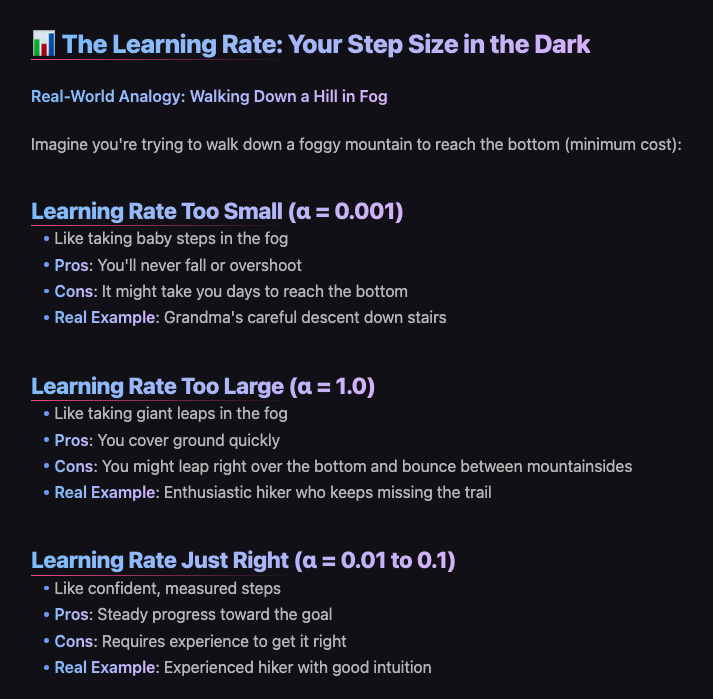 📊 The Learning Rate: Your Step Size in the Dark
Real-World Analogy: Walking Down a Hill in Fog
Imagine you're trying to walk down a foggy mountain to reach the bottom (minimum cost):
Learning Rate Too Small (α = 0.001)
• Like taking baby steps in the fog
• Pros: You'll never fall or overshoot
• Cons: It might take you days to reach the bottom
• Real Example: Grandma's careful descent down stairs
Learning Rate Too Large (α = 1.0)
• Like taking giant leaps in the fog
• Pros: You cover ground quickly
• Cons: You might leap right over the bottom and bounce between mountainsides
• Real Example: Enthusiastic hiker who keeps missing the trail
Learning Rate Just Right (α = 0.01 to 0.1)
• Like confident, measured steps
• Pros: Steady progress toward the goal
• Cons: Requires experience to get it right
• Real Example: Experienced hiker with good intuition